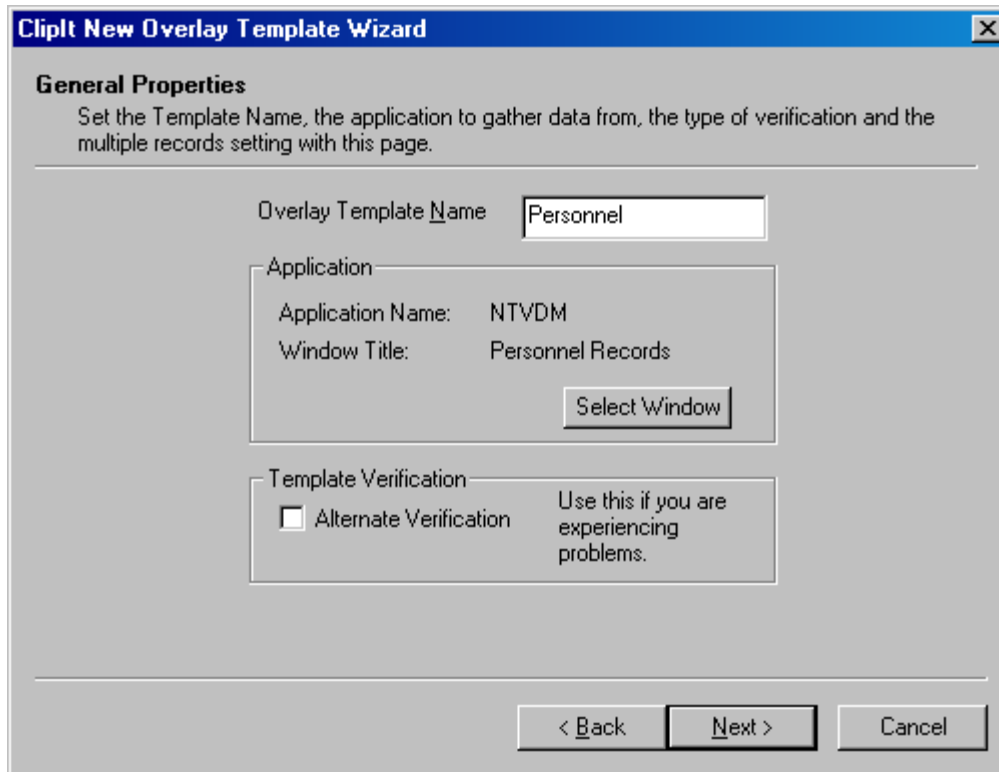 ClipIt New Overlay Template Wizard
General Properties
Set the Template Name, the application to gather data from, the type of verification and the
multiple records setting with this page.
Overlay Template Name
Personnel
Application
Application Name: NTVDM
Window Title: Personnel Records
Select Window
Template Verification
Alternate Verification
Use this if you are
experiencing
problems.
< Back
Next >
Cancel